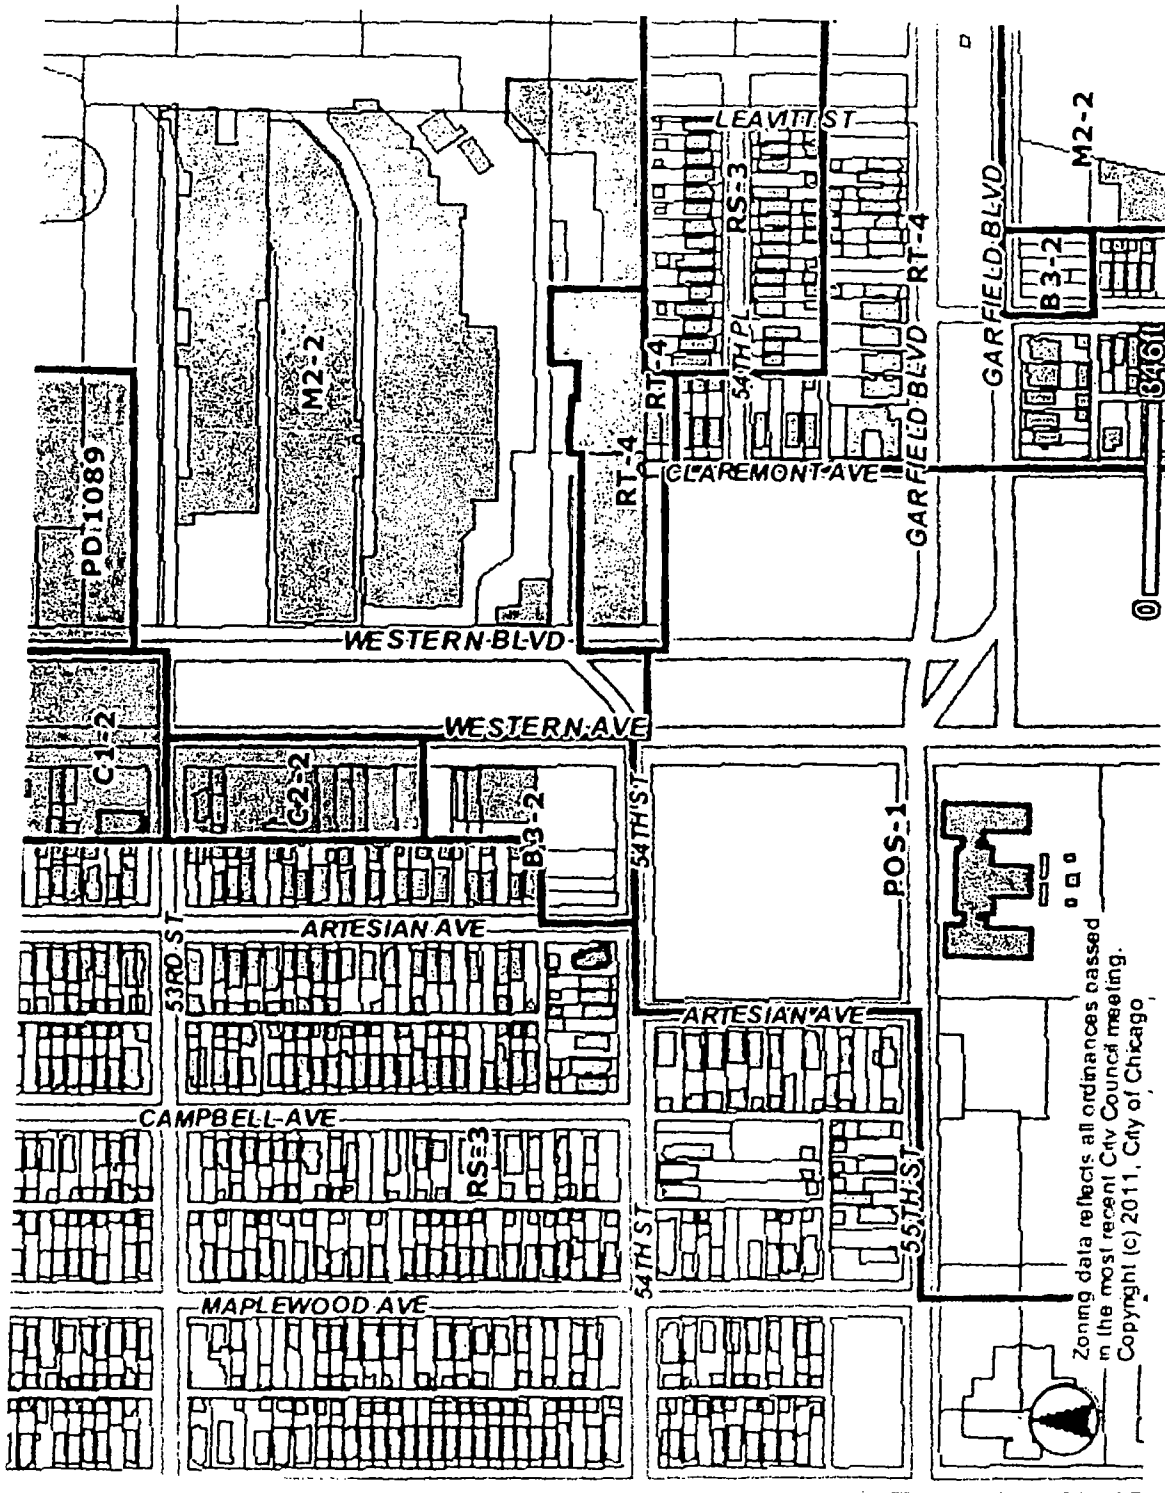 LEAVITT ST
RS-3
54TH PL
GARFIELD BLVD
M2-2
RT-4
B3-2
GARFIELD BLVD
346 ft
M2-2
RT-4
RT-4
CLAREMONT AVE
PD 1089
0
WESTERN BLVD
C1-2
WESTERN AVE
C2-2
B3-2
54TH ST
POS-1
ARTESIAN AVE
53RD ST
ARTESIAN AVE
CAMPBELL AVE
RS-3
55TH ST
54TH ST
MAPLEWOOD AVE
Zoning data reflects all ordinances passed
in the most recent City Council meeting.
Copyright (c) 2011, City of Chicago